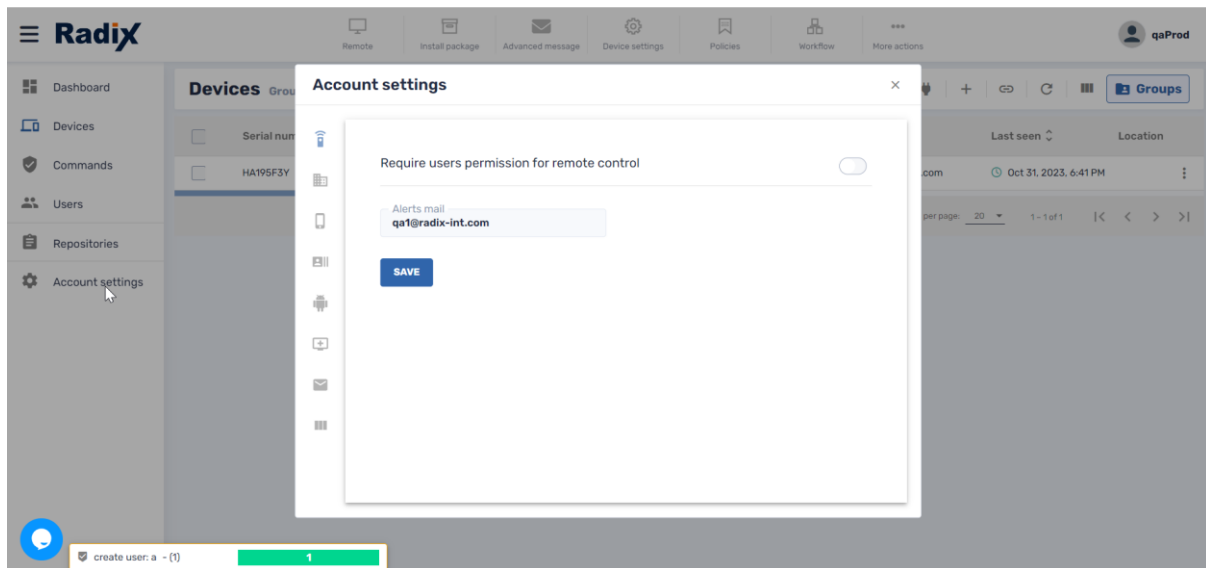 Radix
Remote
Install package
Advanced message
Device settings
Policies
Workflow
More actions
qaProd
Dashboard
Devices
Commands
Users
Repositories
Account settings
Devices Grou
Groups
Serial num
Last seen
Location
HA195F3Y
.com
Oct 31, 2023, 6:41 PM
per page: 20
1 – 1 of 1
Account settings
Require users permission for remote control
Alerts mail
qa1@radix-int.com
SAVE
create user: a - (1)
1